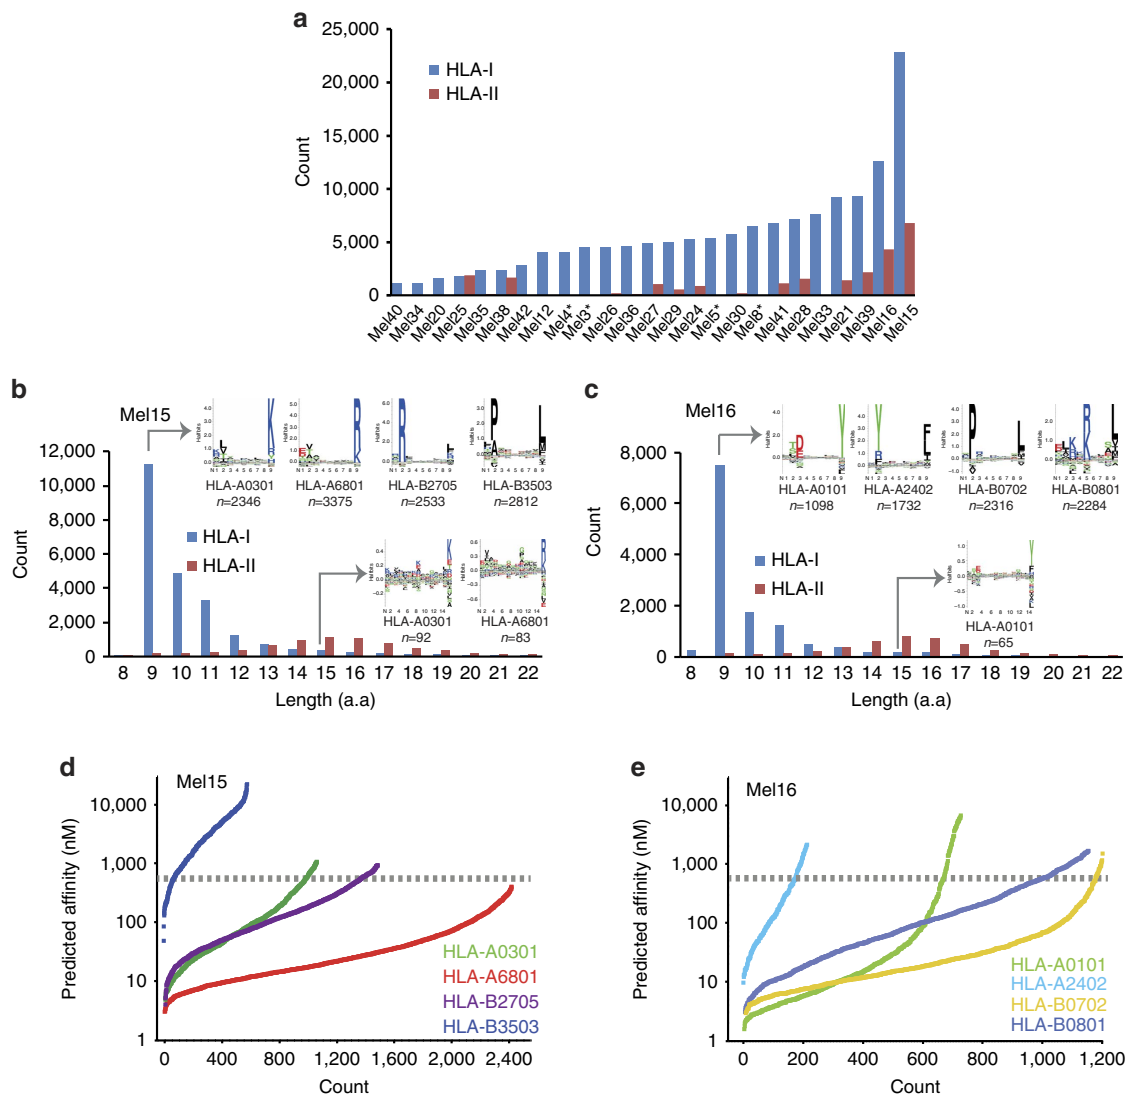 a
25,000
20,000
15,000
10,000
5,000
0
Count
HLA-I
HLA-II
Mel40
Mel34
Mel20
Mel25
Mel35
Mel38
Mel42
Mel12
Mel4*
Mel3*
Mel26
Mel36
Mel27
Mel29
Mel24
Mel5*
Mel30
Mel8*
Mel41
Mel28
Mel33
Mel21
Mel39
Mel16
Mel15
b
Mel15
12,000
10,000
8,000
6,000
4,000
2,000
0
Count
HLA-A0301
n=2346
HLA-A6801
n=3375
HLA-B2705
n=2533
HLA-B3503
n=2812
HLA-I
HLA-II
HLA-A0301
n=92
HLA-A6801
n=83
8 9 10 11 12 13 14 15 16 17 18 19 20 21 22
Length (a.a)
c
Mel16
8,000
6,000
4,000
2,000
0
Count
HLA-A0101
n=1098
HLA-A2402
n=1732
HLA-B0702
n=2316
HLA-B0801
n=2284
HLA-I
HLA-II
HLA-A0101
n=65
8 9 10 11 12 13 14 15 16 17 18 19 20 21 22
Length (a.a)
d
Mel15
10,000
1,000
100
10
1
Predicted affinity (nM)
HLA-A0301
HLA-A6801
HLA-B2705
HLA-B3503
0 400 800 1,200 1,600 2,000 2,400
Count
e
Mel16
10,000
1,000
100
10
1
Predicted affinity (nM)
HLA-A0101
HLA-A2402
HLA-B0702
HLA-B0801
0 200 400 600 800 1,000 1,200
Count